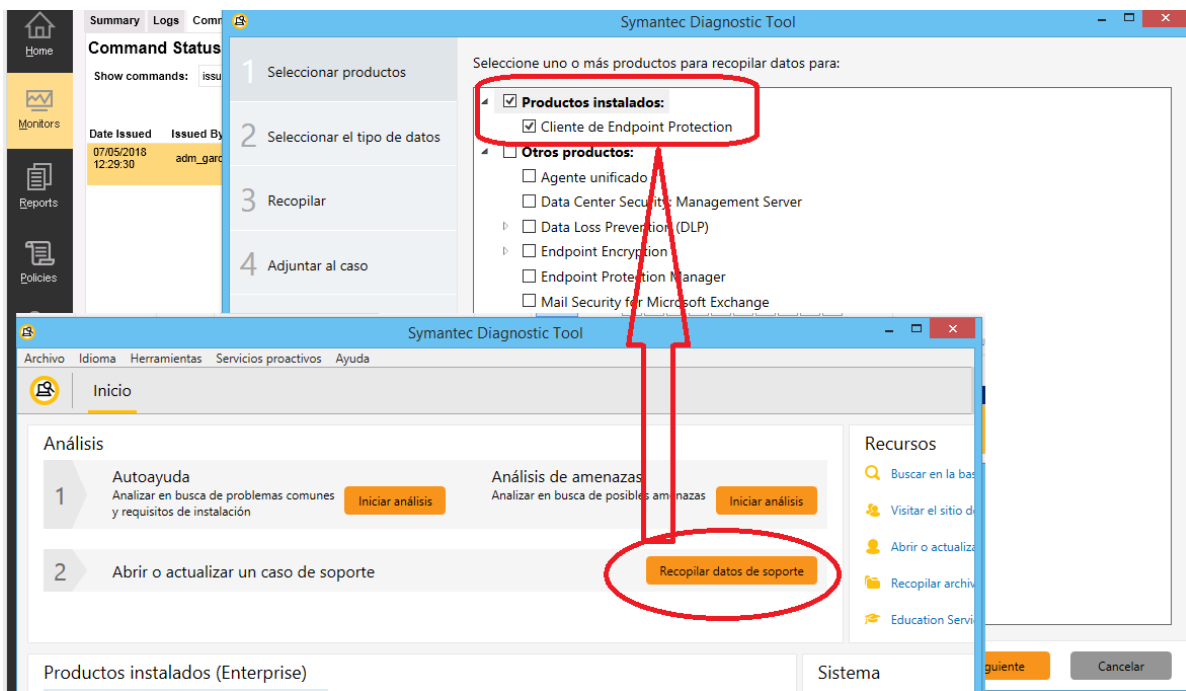 Home
Monitors
Reports
Policies
Summary Logs Comm
Command Status
Show commands: issu
Date Issued Issued By
07/05/2018
12:29:30
adm_garc
Symantec Diagnostic Tool
1 Seleccionar productos
2 Seleccionar el tipo de datos
3 Recopilar
4 Adjuntar al caso
Seleccione uno o más productos para recopilar datos para:
Productos instalados:
Cliente de Endpoint Protection
Otros productos:
Agente unificado
Data Center Security: Management Server
Data Loss Prevention (DLP)
Endpoint Encryption
Endpoint Protection Manager
Mail Security for Microsoft Exchange
Symantec Diagnostic Tool
Archivo Idioma Herramientas Servicios proactivos Ayuda
Inicio
Análisis
1
Autoayuda
Analizar en busca de problemas comunes
y requisitos de instalación
Iniciar análisis
Análisis de amenazas
Analizar en busca de posibles amenazas
Iniciar análisis
2 Abrir o actualizar un caso de soporte
Recopilar datos de soporte
Recursos
Buscar en la bas
Visitar el sitio d
Abrir o actualiza
Recopilar archiv
Education Servi
Productos instalados (Enterprise)
Sistema
guiente
Cancelar